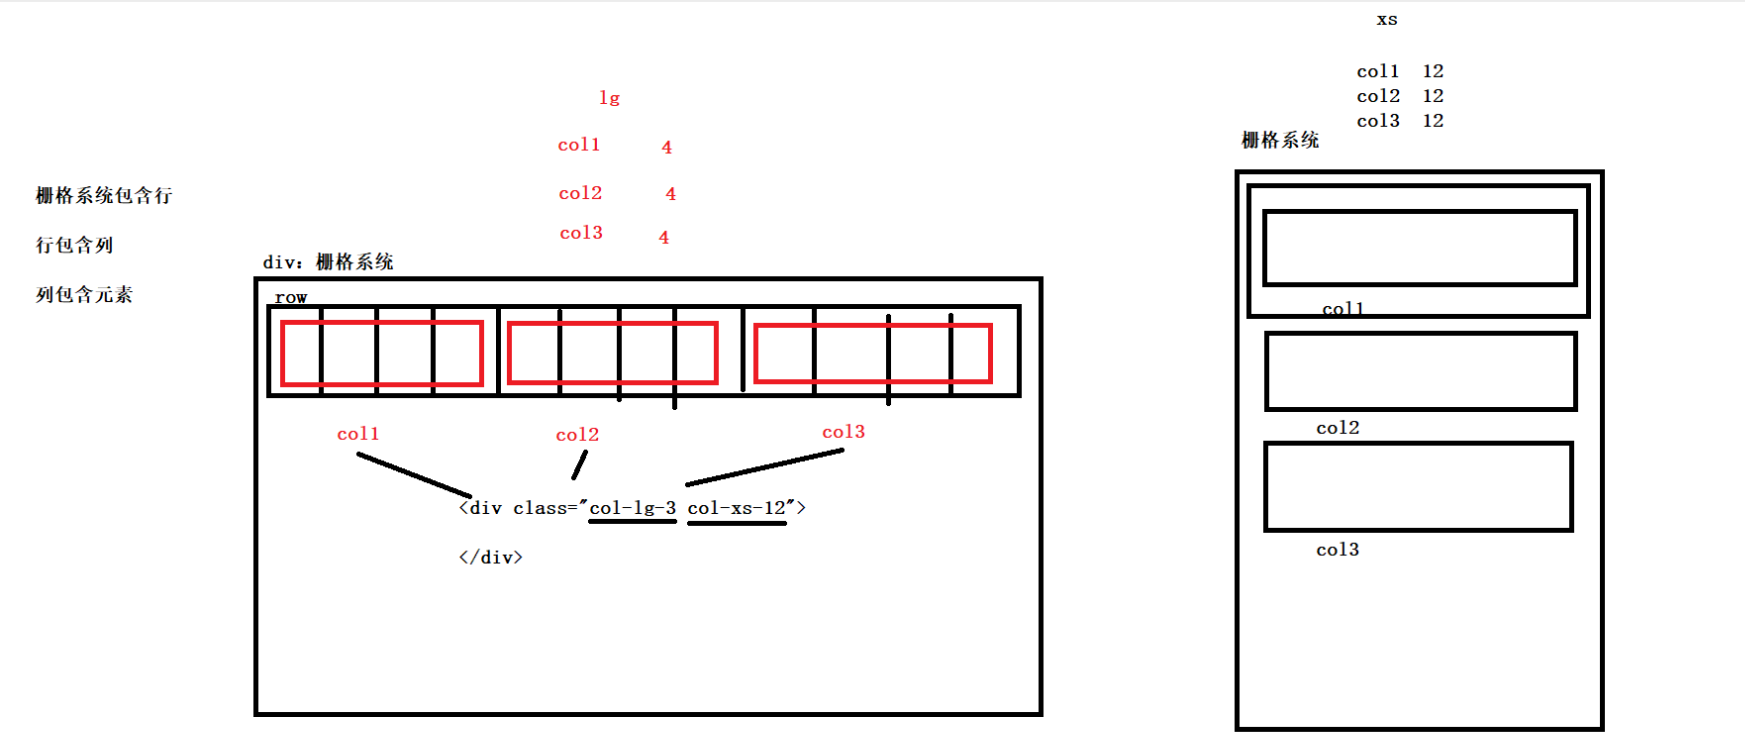 栅格系统包含行
行包含列
列包含元素
lg
col1 4
col2 4
col3 4
div: 栅格系统
row
col1 col2 col3
<div class="col-lg-3 col-xs-12">
</div>
xs
col1 12
col2 12
col3 12
栅格系统
col1
col2
col3